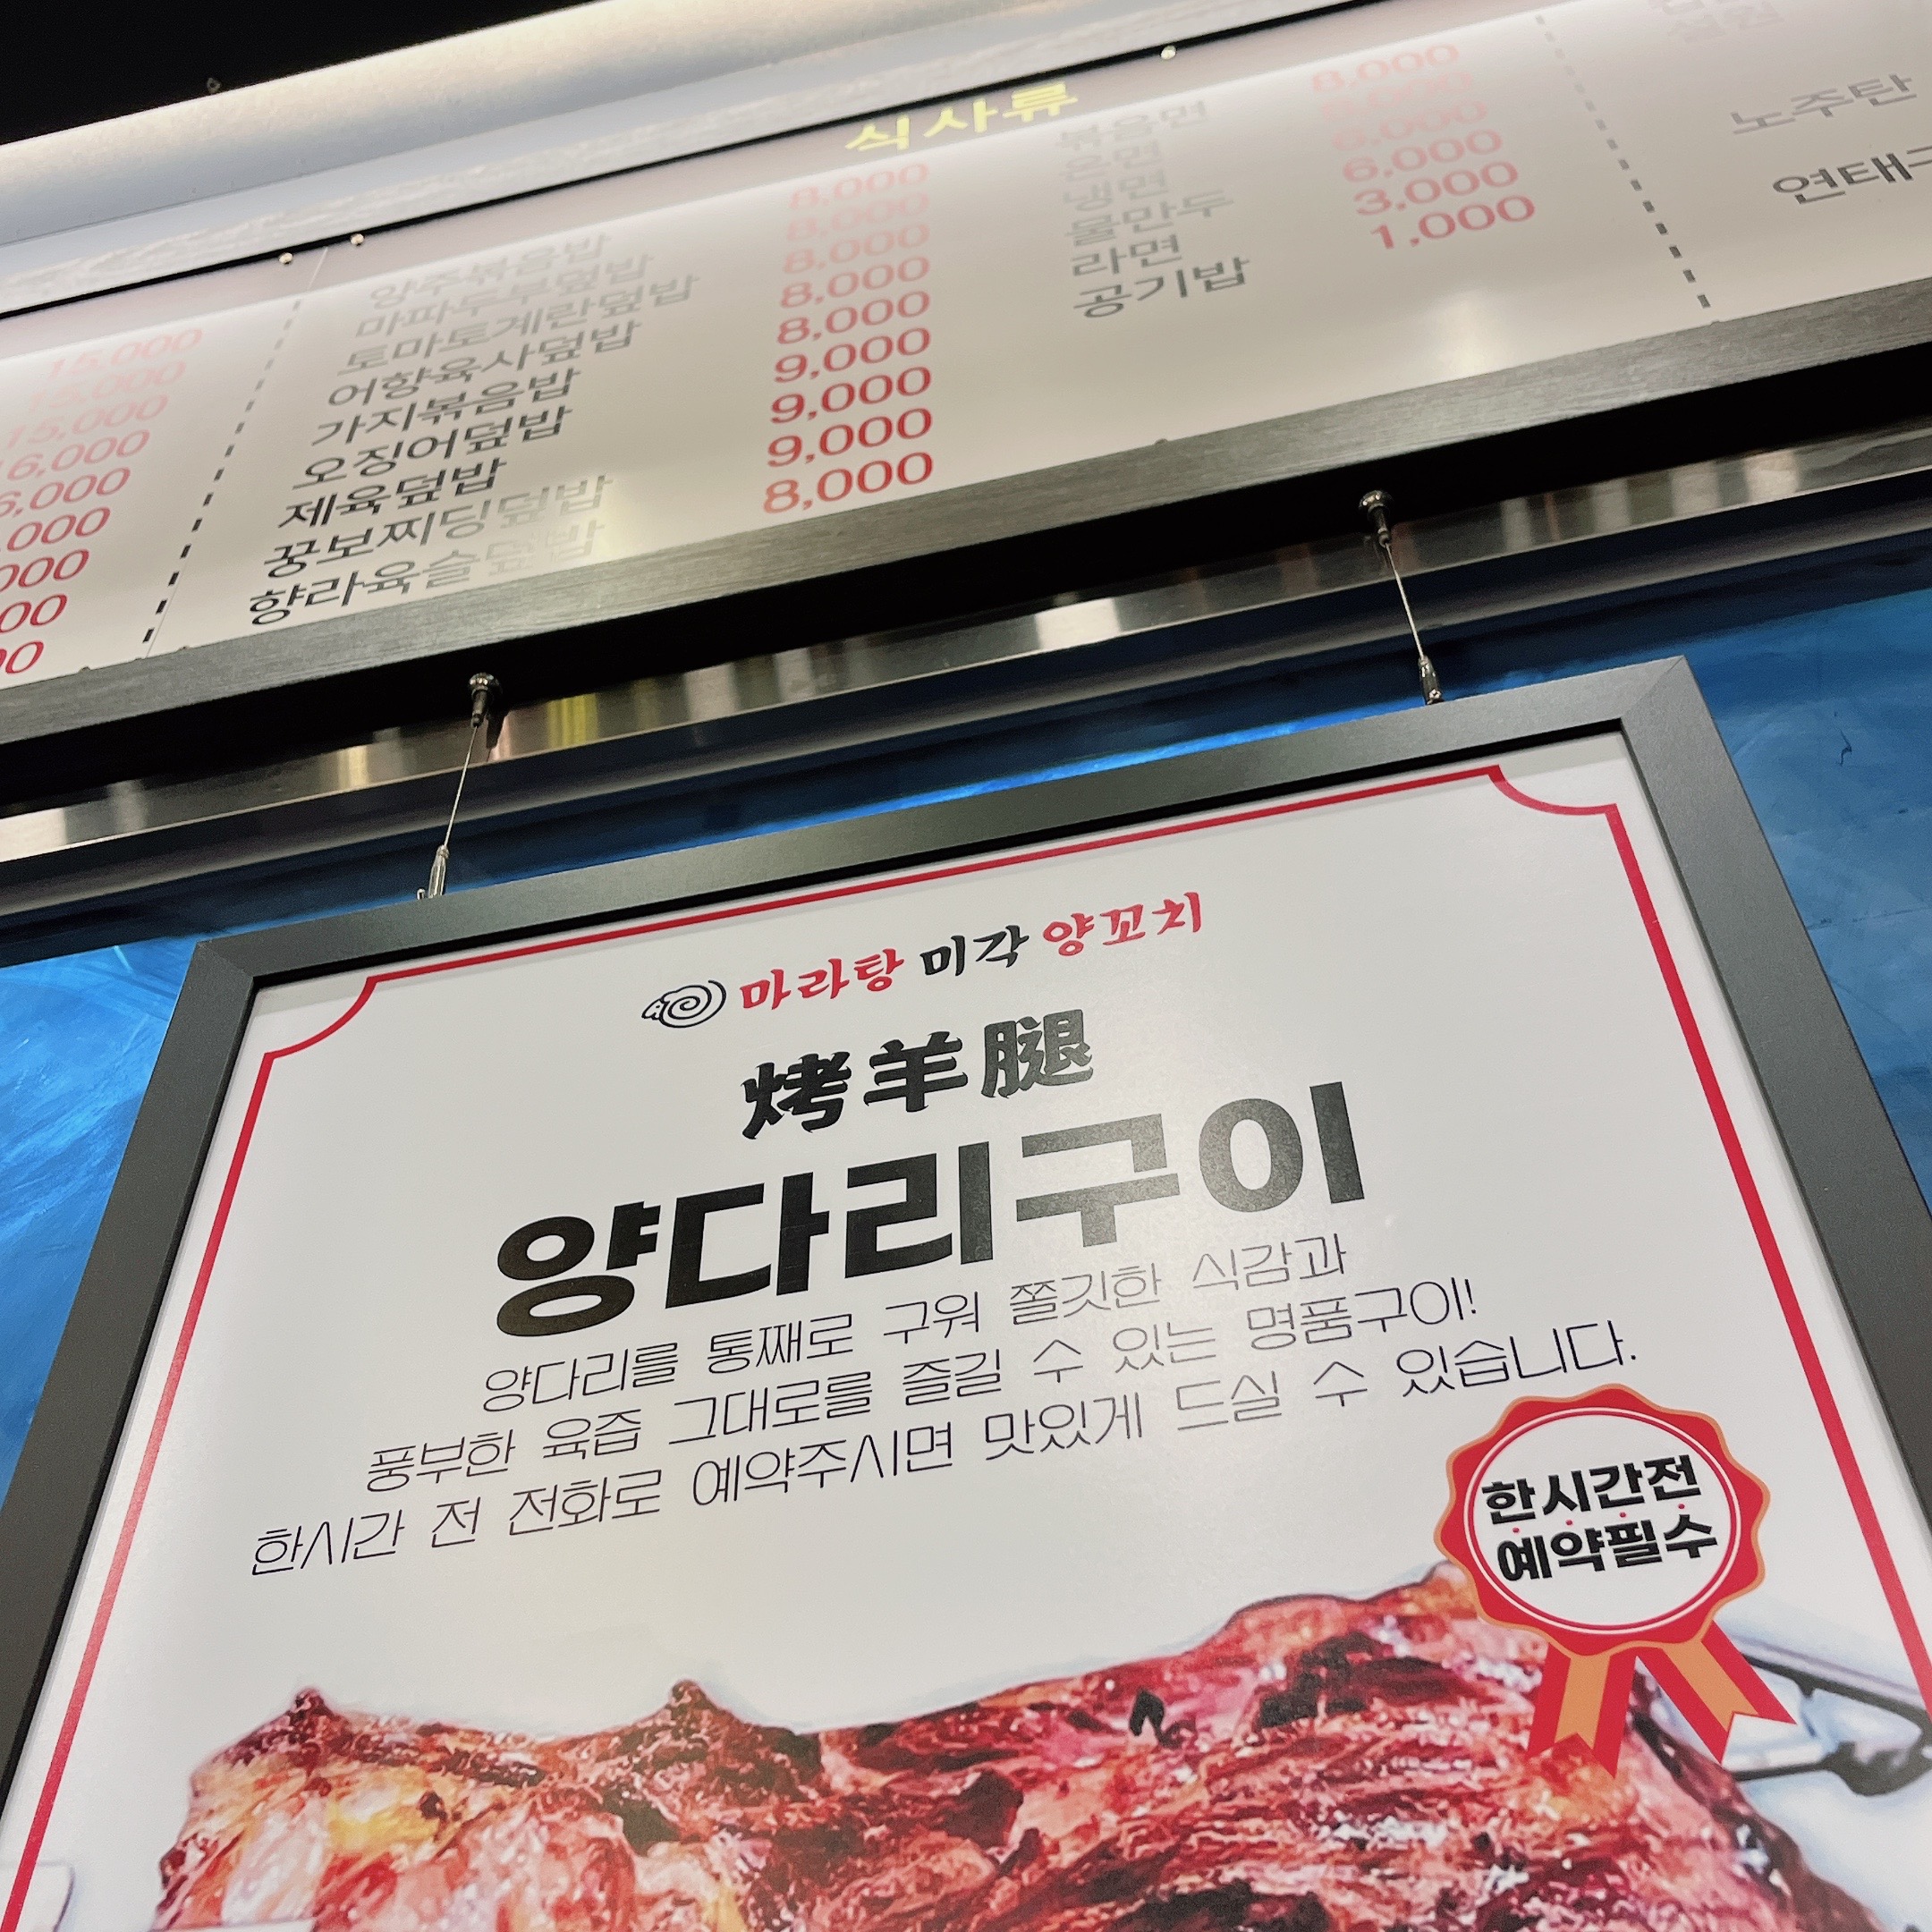 식사류
15,000
15,000
15,000
16,000
양주볶음밥 8,000
마파두부덮밥 8,000
토마토계란덮밥 8,000
어향육사덮밥 8,000
가지볶음밥 8,000
오징어덮밥 9,000
제육덮밥 9,000
꿍보찌딩덮밥 9,000
향라육슬덮밥 8,000
볶음면 8,000
온면
냉면 6,000
물만두 6,000
라면 3,000
공기밥 1,000
노주탄
연태
마라탕 미각 양꼬치
烤羊腿
양다리구이
양다리를 통째로 구워 쫄깃한 식감과
풍부한 육즙 그대로를 즐길 수 있는 명품구이!
한시간 전 전화로 예약주시면 맛있게 드실 수 있습니다.
한시간전
예약필수